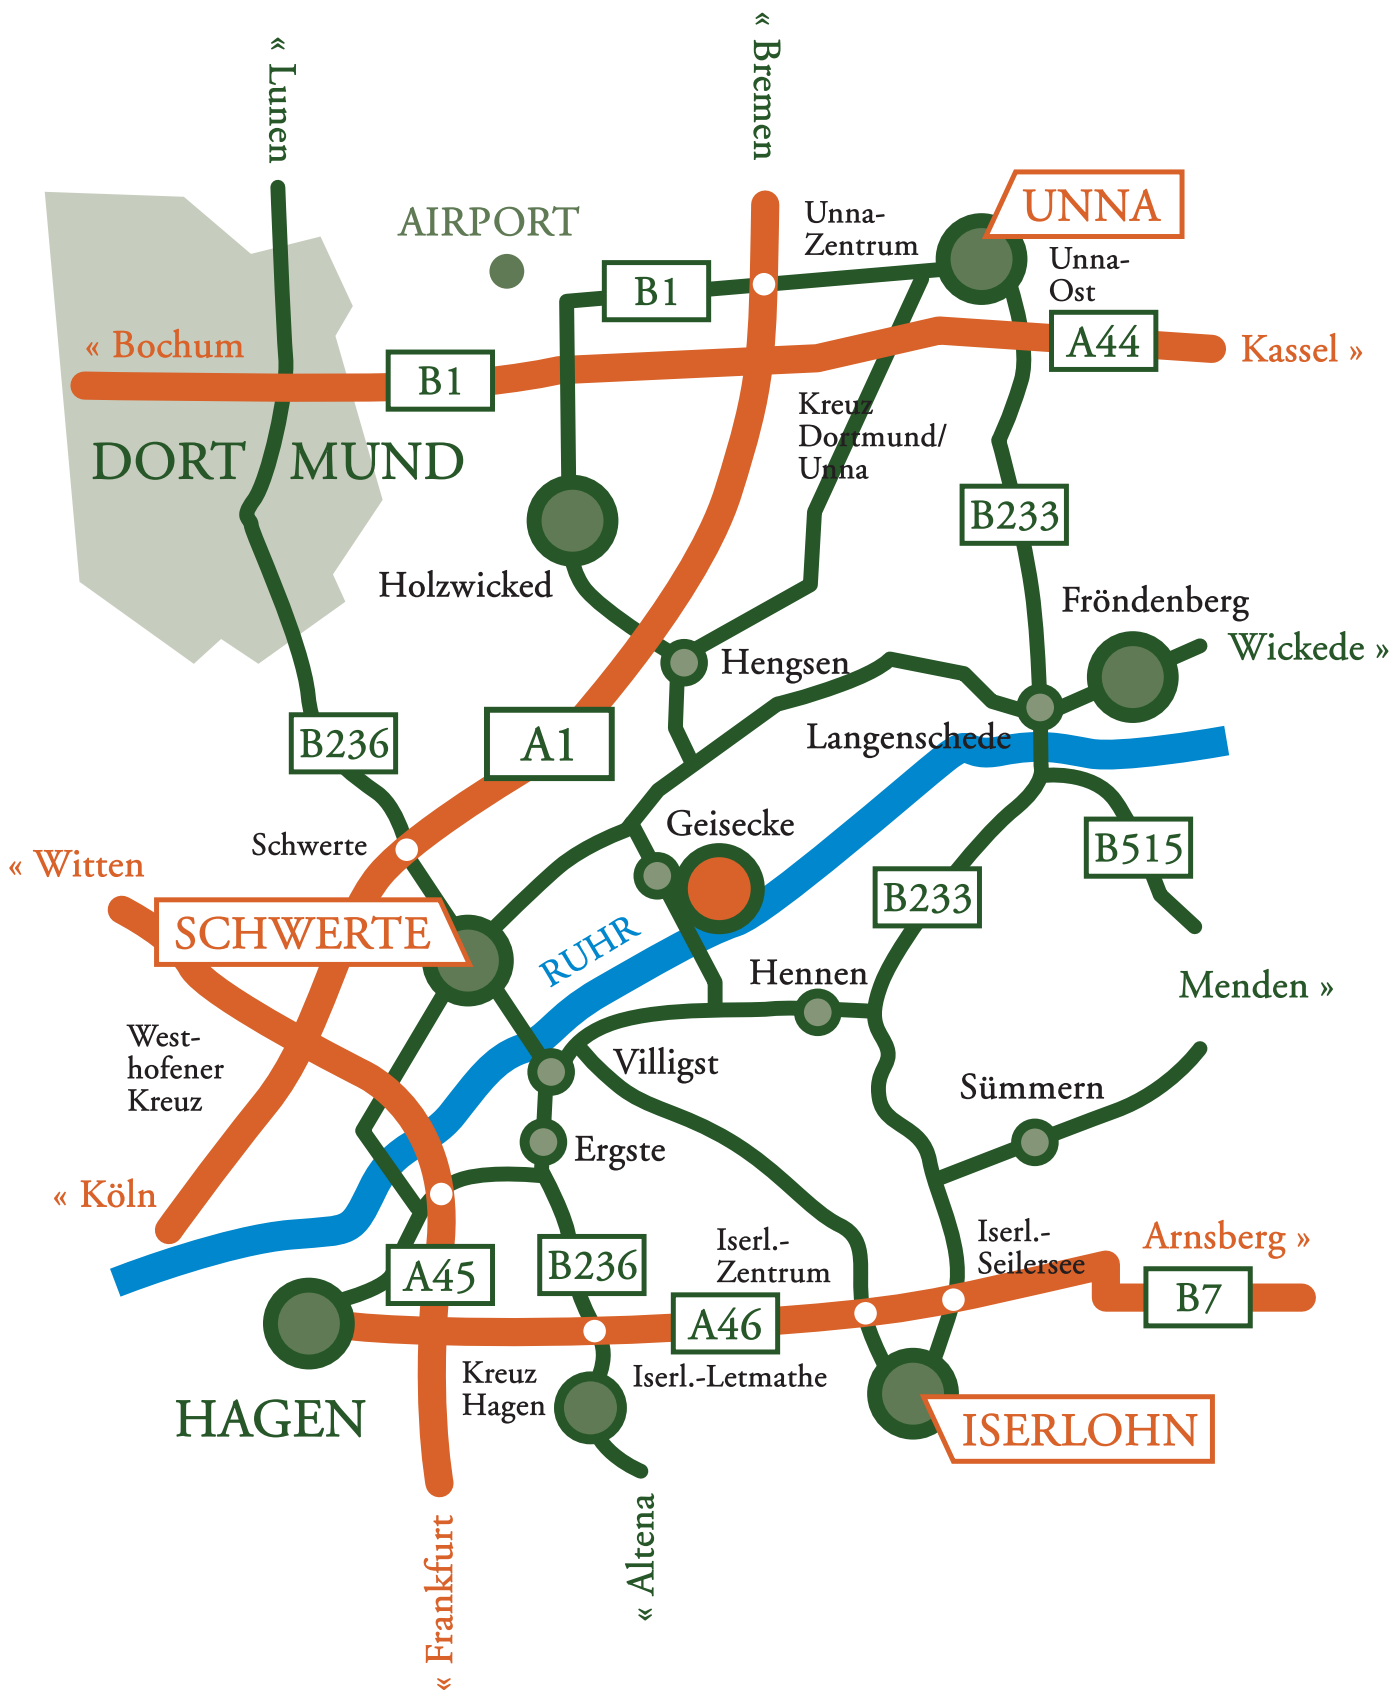 « Lunen
« Bremen
UNNA
AIRPORT
Unna-
Zentrum
Unna-
Ost
B1
« Bochum
B1
A44
Kassel »
DORT MUND
Kreuz
Dortmund/
Unna
B233
Holzwicked
Fröndenberg
Wickede »
Hengsen
B236
A1
Langenschede
Geisecke
Schwerte
B515
« Witten
B233
SCHWERTE
RUHR
Hennen
Menden »
West-
hofener
Kreuz
Villigst
Sümmern
Ergste
« Köln
Iserl.-
Zentrum
Iserl.-
Seilersee
Arnsberg »
A45
B236
A46
B7
Kreuz
Hagen
Iserl.-Letmathe
HAGEN
ISERLOHN
« Altena
« Frankfurt